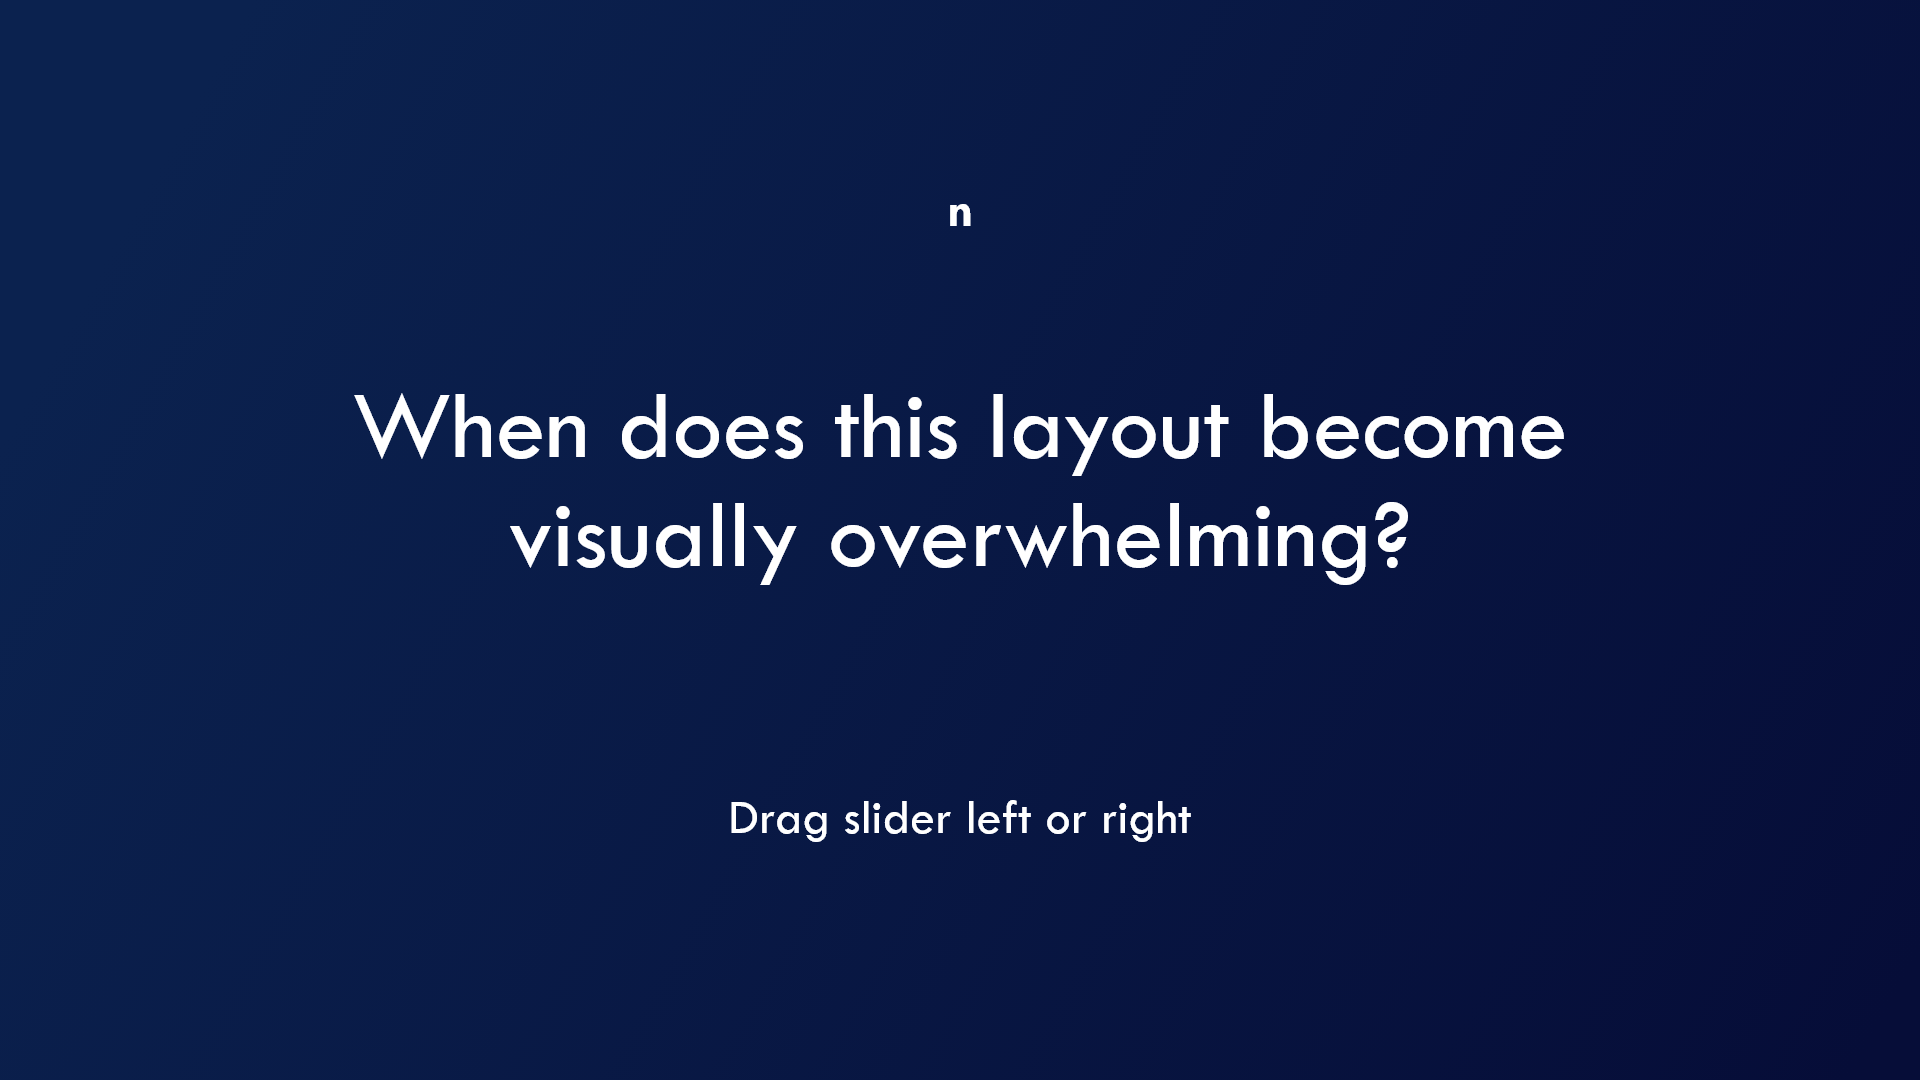 n
When does this layout become
visually overwhelming?
Drag slider left or right